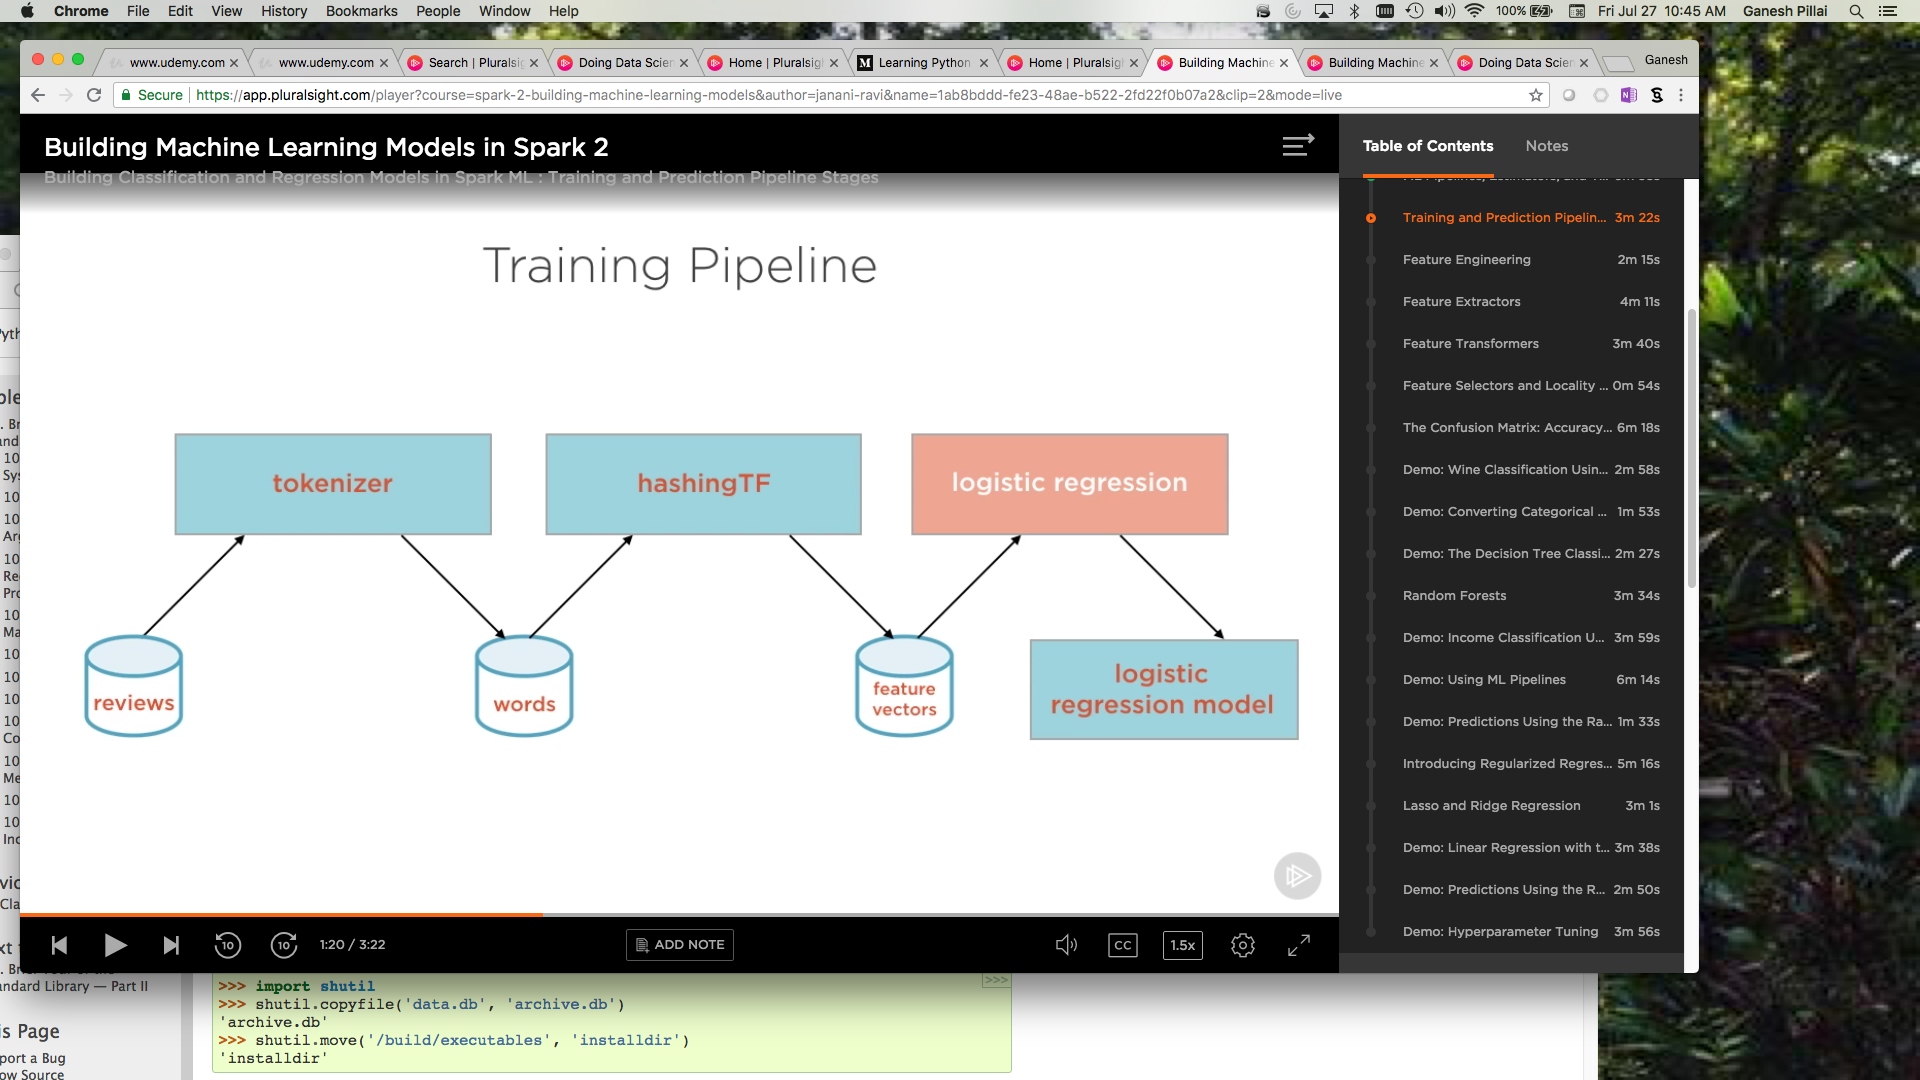 Chrome File Edit View History Bookmarks People Window Help
100% Fri Jul 27 10:45 AM Ganesh Pillai
www.udemy.com
www.udemy.com
Search | Pluralsig
Doing Data Scien
Home | Pluralsigh
M Learning Python
Home | Pluralsigh
Building Machine
Building Machine
Doing Data Scien
Ganesh
Secure https://app.pluralsight.com/player?course=spark-2-building-machine-learning-models&author=janani-ravi&name=1ab8bddd-fe23-48ae-b522-2fd22f0b07a2&clip=2&mode=live
Building Machine Learning Models in Spark 2
Building Classification and Regression Models in Spark ML : Training and Prediction Pipeline Stages
Training Pipeline
tokenizer
hashingTF
logistic regression
reviews
words
feature
vectors
logistic
regression model
10
10
1:20 / 3:22
ADD NOTE
CC
1.5x
Table of Contents
Notes
Training and Prediction Pipelin... 3m 22s
Feature Engineering 2m 15s
Feature Extractors 4m 11s
Feature Transformers 3m 40s
Feature Selectors and Locality ... 0m 54s
The Confusion Matrix: Accuracy... 6m 18s
Demo: Wine Classification Usin... 2m 58s
Demo: Converting Categorical ... 1m 53s
Demo: The Decision Tree Classi... 2m 27s
Random Forests 3m 34s
Demo: Income Classification U... 3m 59s
Demo: Using ML Pipelines 6m 14s
Demo: Predictions Using the Ra... 1m 33s
Introducing Regularized Regres... 5m 16s
Lasso and Ridge Regression 3m 1s
Demo: Linear Regression with t... 3m 38s
Demo: Predictions Using the R... 2m 50s
Demo: Hyperparameter Tuning 3m 56s
andard Library — Part II
is Page
port a Bug
ow Source
>>>
>>> import shutil
>>> shutil.copyfile('data.db', 'archive.db')
'archive.db'
>>> shutil.move('/build/executables', 'installdir')
'installdir'